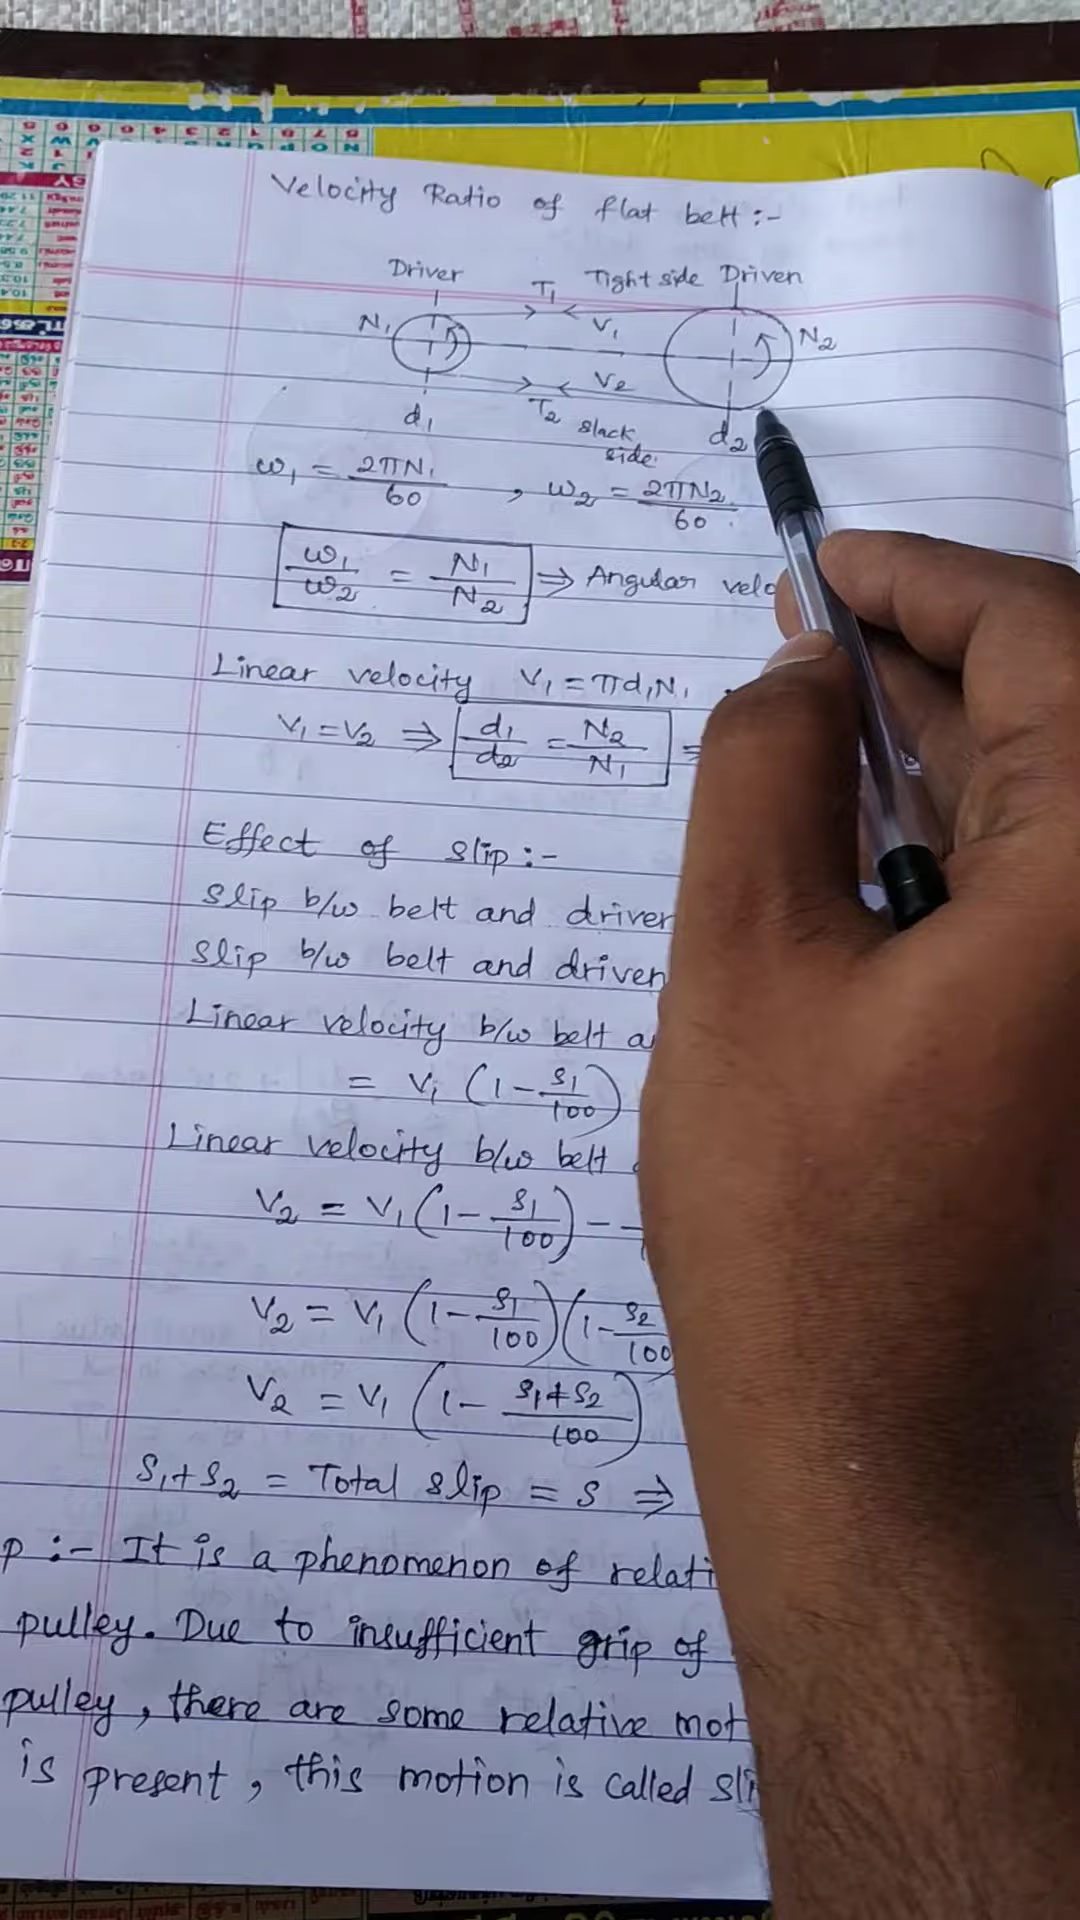 Velocity Ratio of flat belt :-
Driver Tight side Driven
T₁
N₁ V₁ N₂
V₂
d₁ T₂ slack side. d₂
ω₁ = 2πN₁/60 , ω₂ = 2πN₂/60
ω₁/ω₂ = N₁/N₂ ⇒ Angular velo
Linear velocity V₁ = πd₁N₁
V₁ = V₂ ⇒ d₁/d₂ = N₂/N₁
Effect of slip :-
slip b/w belt and driver
slip b/w belt and driven
Linear velocity b/w belt a
= V₁ (1 - S₁/100)
Linear velocity b/w belt
V₂ = V₁ (1 - S₁/100) -
V₂ = V₁ (1 - S₁/100) (1 - S₂/100
V₂ = V₁ (1 - S₁+S₂/100)
S₁+S₂ = Total slip = S ⇒
p :- It is a phenomenon of relati
pulley. Due to insufficient grip of
pulley, there are some relative mot
is present, this motion is called sli